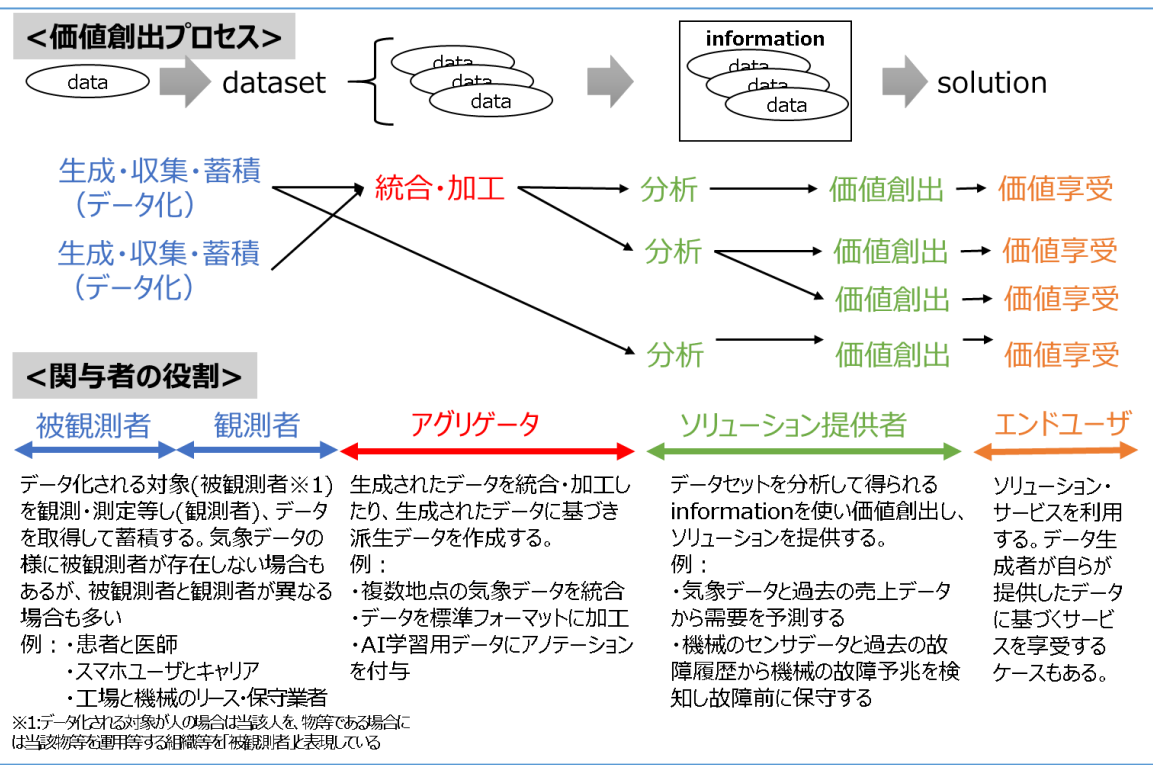 <価値創出プロセス>
data
dataset
data
data
data
information
data
data
data
solution
生成・収集・蓄積
（データ化）
生成・収集・蓄積
（データ化）
統合・加工
分析
価値創出
価値享受
分析
価値創出
価値享受
価値創出
価値享受
分析
価値創出
価値享受
<関与者の役割>
被観測者
観測者
アグリゲータ
ソリューション提供者
エンドユーザ
データ化される対象(被観測者※1)
を観測・測定等し(観測者)、データ
を取得して蓄積する。気象データの
様に被観測者が存在しない場合も
あるが、被観測者と観測者が異なる
場合も多い
例：・患者と医師
・スマホユーザとキャリア
・工場と機械のリース・保守業者
※1:データ化される対象が人の場合は当該人を、物等である場合に
は当該物等を運用等する組織等を「被観測者」と表現している
生成されたデータを統合・加工し
たり、生成されたデータに基づき
派生データを作成する。
例：
・複数地点の気象データを統合
・データを標準フォーマットに加工
・AI学習用データにアノテーション
を付与
データセットを分析して得られる
informationを使い価値創出し、
ソリューションを提供する。
例：
・気象データと過去の売上データ
から需要を予測する
・機械のセンサデータと過去の故
障履歴から機械の故障予兆を検
知し故障前に保守する
ソリューション・
サービスを利用
する。データ生
成者が自らが
提供したデータ
に基づくサービ
スを享受する
ケースもある。